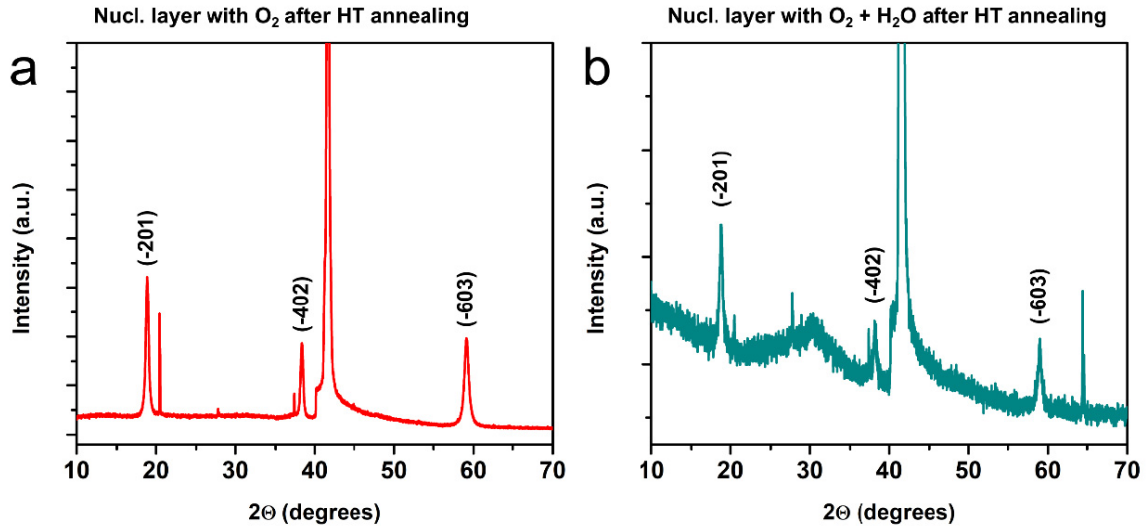 Nucl. layer with O₂ after HT annealing
a
Intensity (a.u.)
(-201)
(-402)
(-603)
10 20 30 40 50 60 70
2Θ (degrees)
Nucl. layer with O₂ + H₂O after HT annealing
b
Intensity (a.u.)
(-201)
(-402)
(-603)
10 20 30 40 50 60 70
2Θ (degrees)